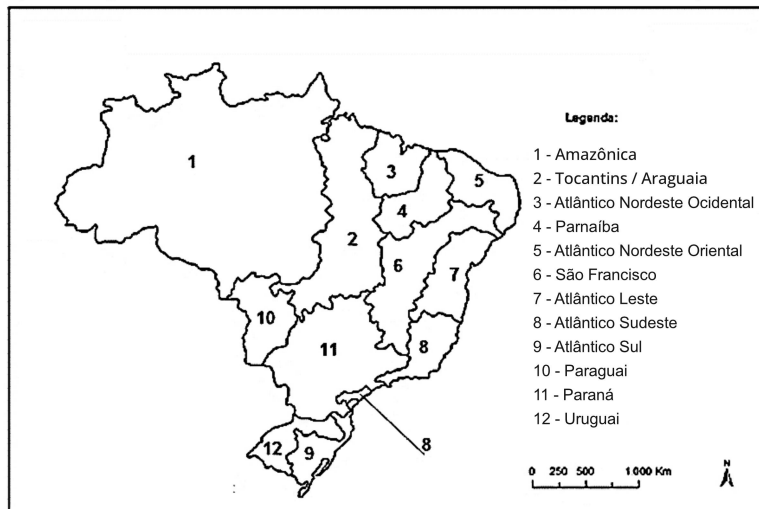 Legenda:
1 - Amazônica
2 - Tocantins / Araguaia
3 - Atlântico Nordeste Ocidental
4 - Parnaíba
5 - Atlântico Nordeste Oriental
6 - São Francisco
7 - Atlântico Leste
8 - Atlântico Sudeste
9 - Atlântico Sul
10 - Paraguai
11 - Paraná
12 - Uruguai
1
2
3
4
5
6
7
8
10
11
8
12
9
N
0 250 500 1000 Km